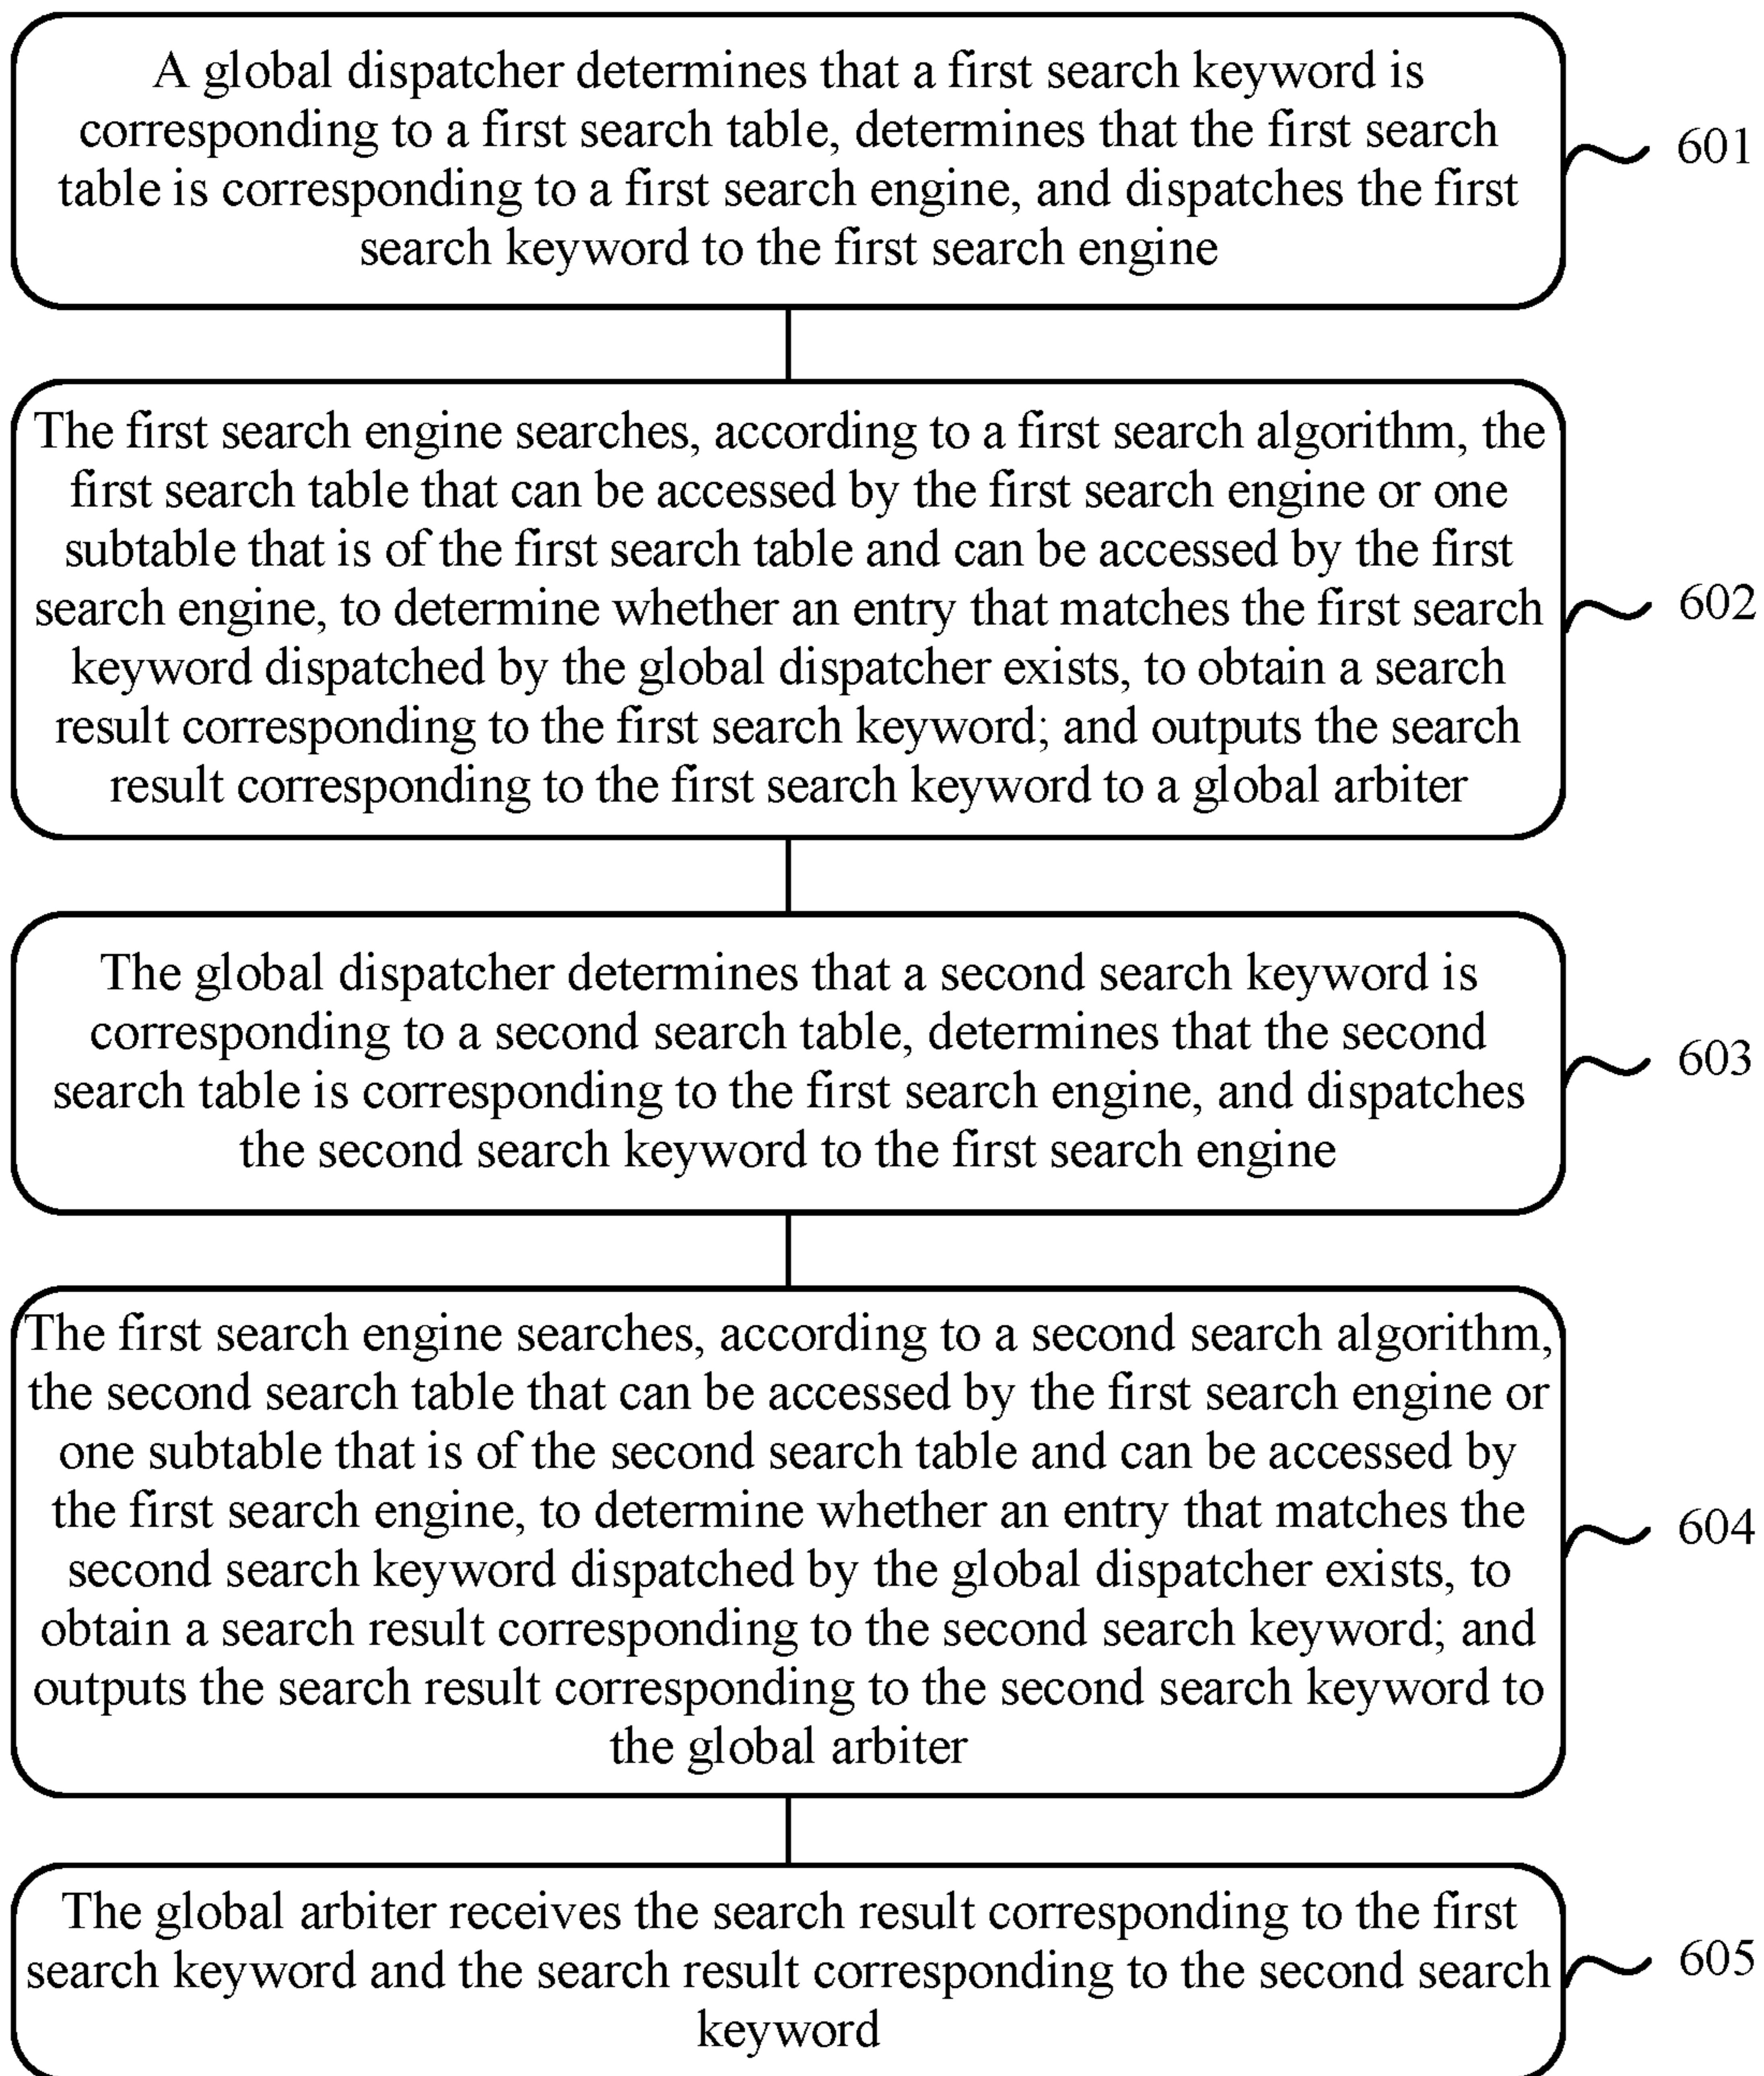 A global dispatcher determines that a first search keyword is
corresponding to a first search table, determines that the first search
table is corresponding to a first search engine, and dispatches the first
search keyword to the first search engine
601
The first search engine searches, according to a first search algorithm, the
first search table that can be accessed by the first search engine or one
subtable that is of the first search table and can be accessed by the first
search engine, to determine whether an entry that matches the first search
keyword dispatched by the global dispatcher exists, to obtain a search
result corresponding to the first search keyword; and outputs the search
result corresponding to the first search keyword to a global arbiter
602
The global dispatcher determines that a second search keyword is
corresponding to a second search table, determines that the second
search table is corresponding to the first search engine, and dispatches
the second search keyword to the first search engine
603
The first search engine searches, according to a second search algorithm,
the second search table that can be accessed by the first search engine or
one subtable that is of the second search table and can be accessed by
the first search engine, to determine whether an entry that matches the
second search keyword dispatched by the global dispatcher exists, to
obtain a search result corresponding to the second search keyword; and
outputs the search result corresponding to the second search keyword to
the global arbiter
604
The global arbiter receives the search result corresponding to the first
search keyword and the search result corresponding to the second search
keyword
605